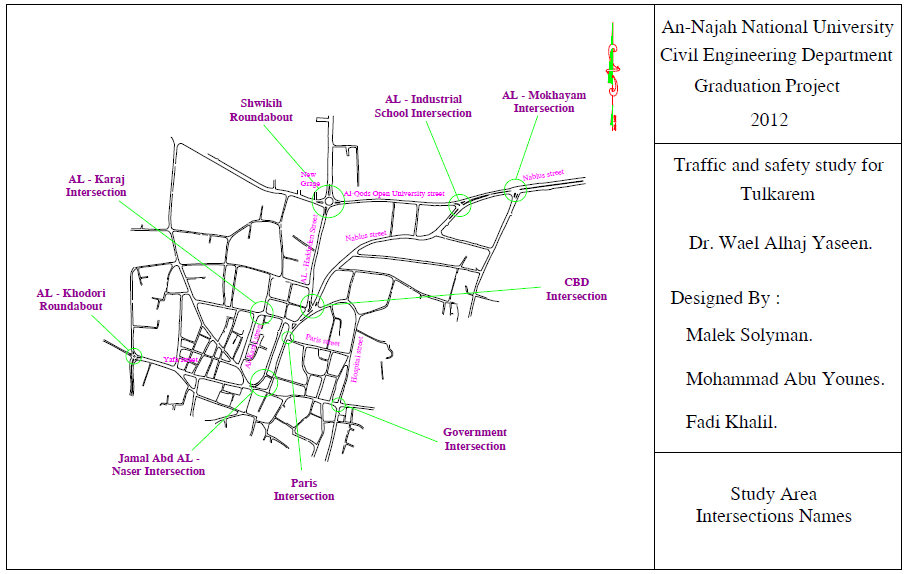 An-Najah National University
Civil Engineering Department
Graduation Project
2012
Traffic and safety study for
Tulkarem
Dr. Wael Alhaj Yaseen.
Designed By :
Malek Solyman.
Mohammad Abu Younes.
Fadi Khalil.
Study Area
Intersections Names
AL - Mokhayam
Intersection
AL - Industrial
School Intersection
Shwikih
Roundabout
AL - Karaj
Intersection
AL - Khodori
Roundabout
CBD
Intersection
Government
Intersection
Jamal Abd AL -
Naser Intersection
Paris
Intersection
Nablus street
Al-Qods Open University street
Nablus street
Paris street
Hospital street
Yafa street